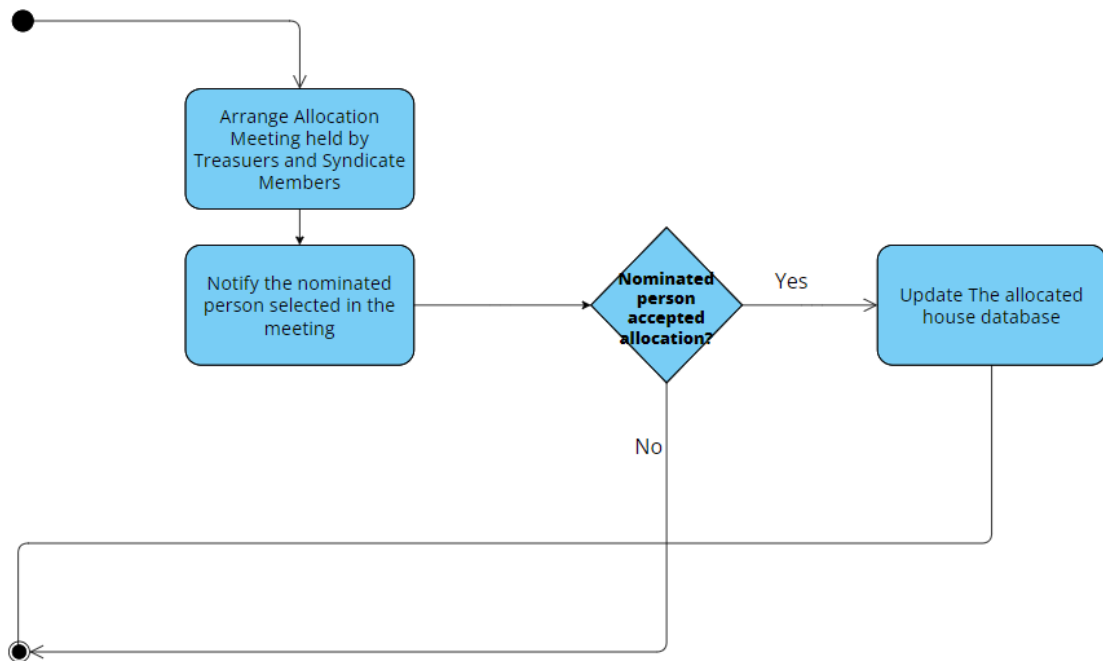 Arrange Allocation
Meeting held by
Treasuers and Syndicate
Members
Notify the nominated
person selected in the
meeting
Nominated
person
accepted
allocation?
Yes
Update The allocated
house database
No